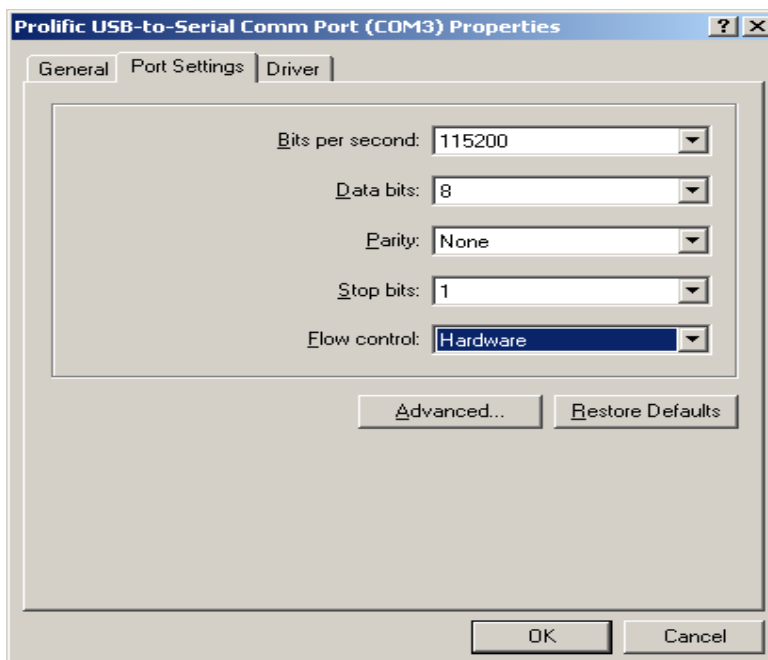 Prolific USB-to-Serial Comm Port (COM3) Properties ? X
General Port Settings Driver
Bits per second: 115200
Data bits: 8
Parity: None
Stop bits: 1
Flow control: Hardware
Advanced... Restore Defaults
OK Cancel